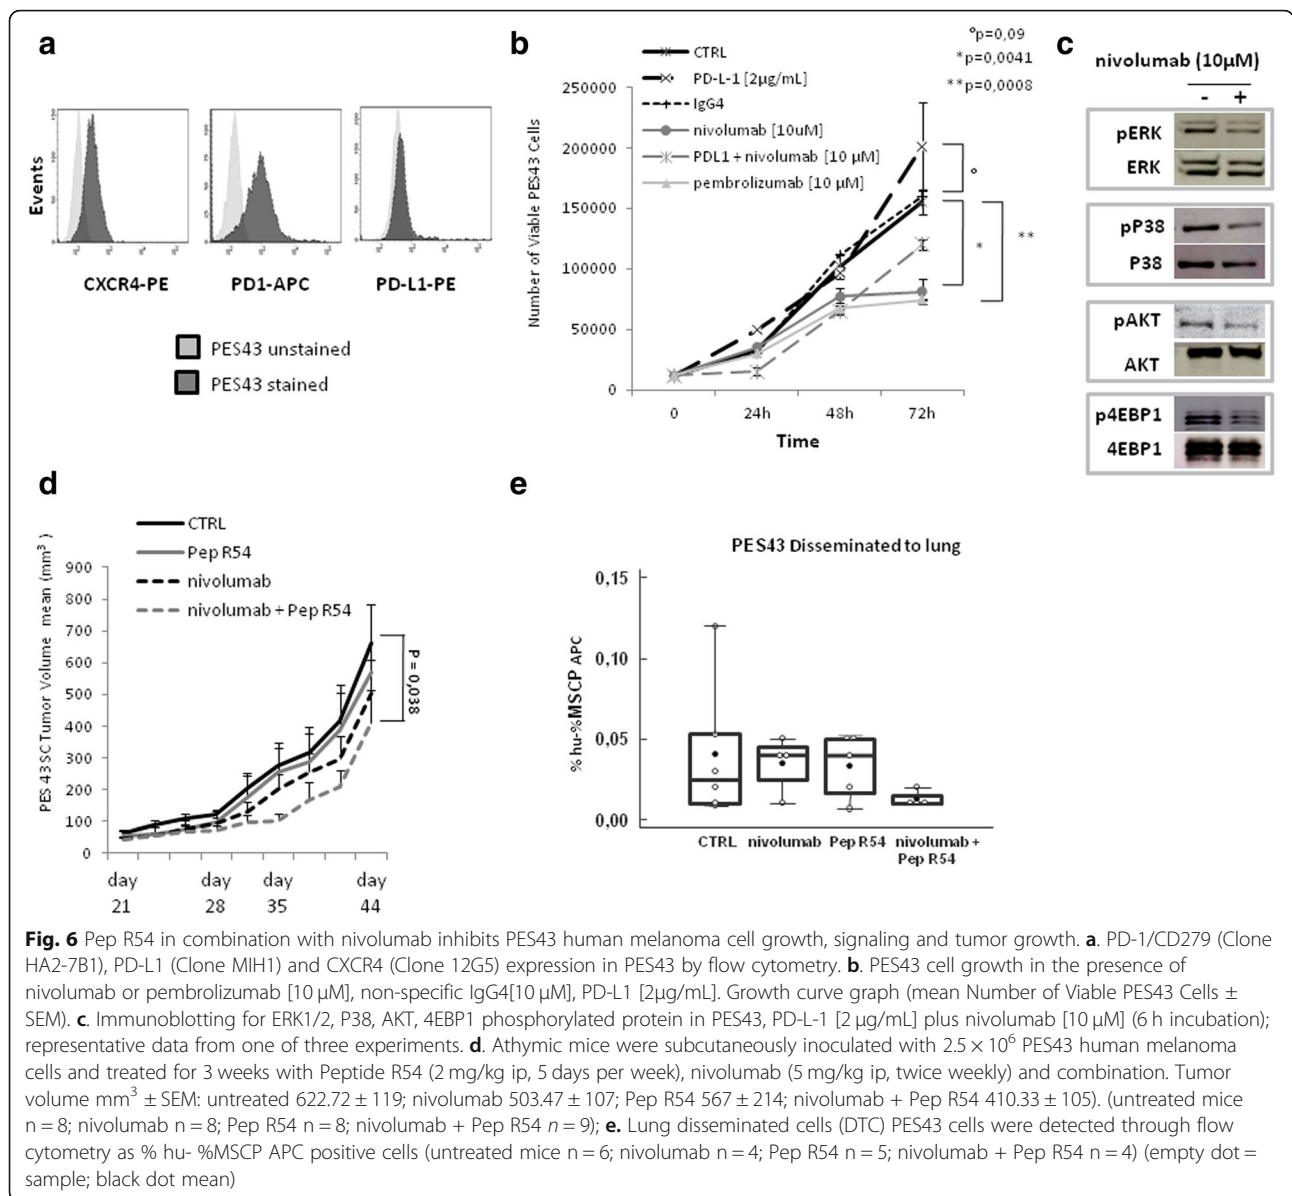 a
Events
CXCR4-PE
PD1-APC
PD-L1-PE
PES43 unstained
PES43 stained
b
°p=0,09
*p=0,0041
**p=0,0008
CTRL
PD-L-1 [2µg/mL]
IgG4
nivolumab [10uM]
PDL1 + nivolumab [10 µM]
pembrolizumab [10 µM]
Number of Viable PES43 Cells
250000
200000
150000
100000
50000
0
0 24h 48h 72h
Time
°
*
**
c
nivolumab (10µM)
- +
pERK
ERK
pP38
P38
pAKT
AKT
p4EBP1
4EBP1
d
CTRL
Pep R54
nivolumab
nivolumab + Pep R54
PES 43 SC Tumor Volume mean (mm³)
900
800
700
600
500
400
300
200
100
0
P = 0,038
day day day day
21 28 35 44
e
PES43 Disseminated to lung
% hu-%MSCP APC
0,15
0,10
0,05
0,00
CTRL nivolumab Pep R54 nivolumab +
Pep R54
Fig. 6 Pep R54 in combination with nivolumab inhibits PES43 human melanoma cell growth, signaling and tumor growth. a. PD-1/CD279 (Clone
HA2-7B1), PD-L1 (Clone MIH1) and CXCR4 (Clone 12G5) expression in PES43 by flow cytometry. b. PES43 cell growth in the presence of
nivolumab or pembrolizumab [10 µM], non-specific IgG4[10 µM], PD-L1 [2µg/mL]. Growth curve graph (mean Number of Viable PES43 Cells ±
SEM). c. Immunoblotting for ERK1/2, P38, AKT, 4EBP1 phosphorylated protein in PES43, PD-L-1 [2 µg/mL] plus nivolumab [10 µM] (6 h incubation);
representative data from one of three experiments. d. Athymic mice were subcutaneously inoculated with 2.5 × 10⁶ PES43 human melanoma
cells and treated for 3 weeks with Peptide R54 (2 mg/kg ip, 5 days per week), nivolumab (5 mg/kg ip, twice weekly) and combination. Tumor
volume mm³ ± SEM: untreated 622.72 ± 119; nivolumab 503.47 ± 107; Pep R54 567 ± 214; nivolumab + Pep R54 410.33 ± 105). (untreated mice
n = 8; nivolumab n = 8; Pep R54 n = 8; nivolumab + Pep R54 n = 9); e. Lung disseminated cells (DTC) PES43 cells were detected through flow
cytometry as % hu- %MSCP APC positive cells (untreated mice n = 6; nivolumab n = 4; Pep R54 n = 5; nivolumab + Pep R54 n = 4) (empty dot =
sample; black dot mean)